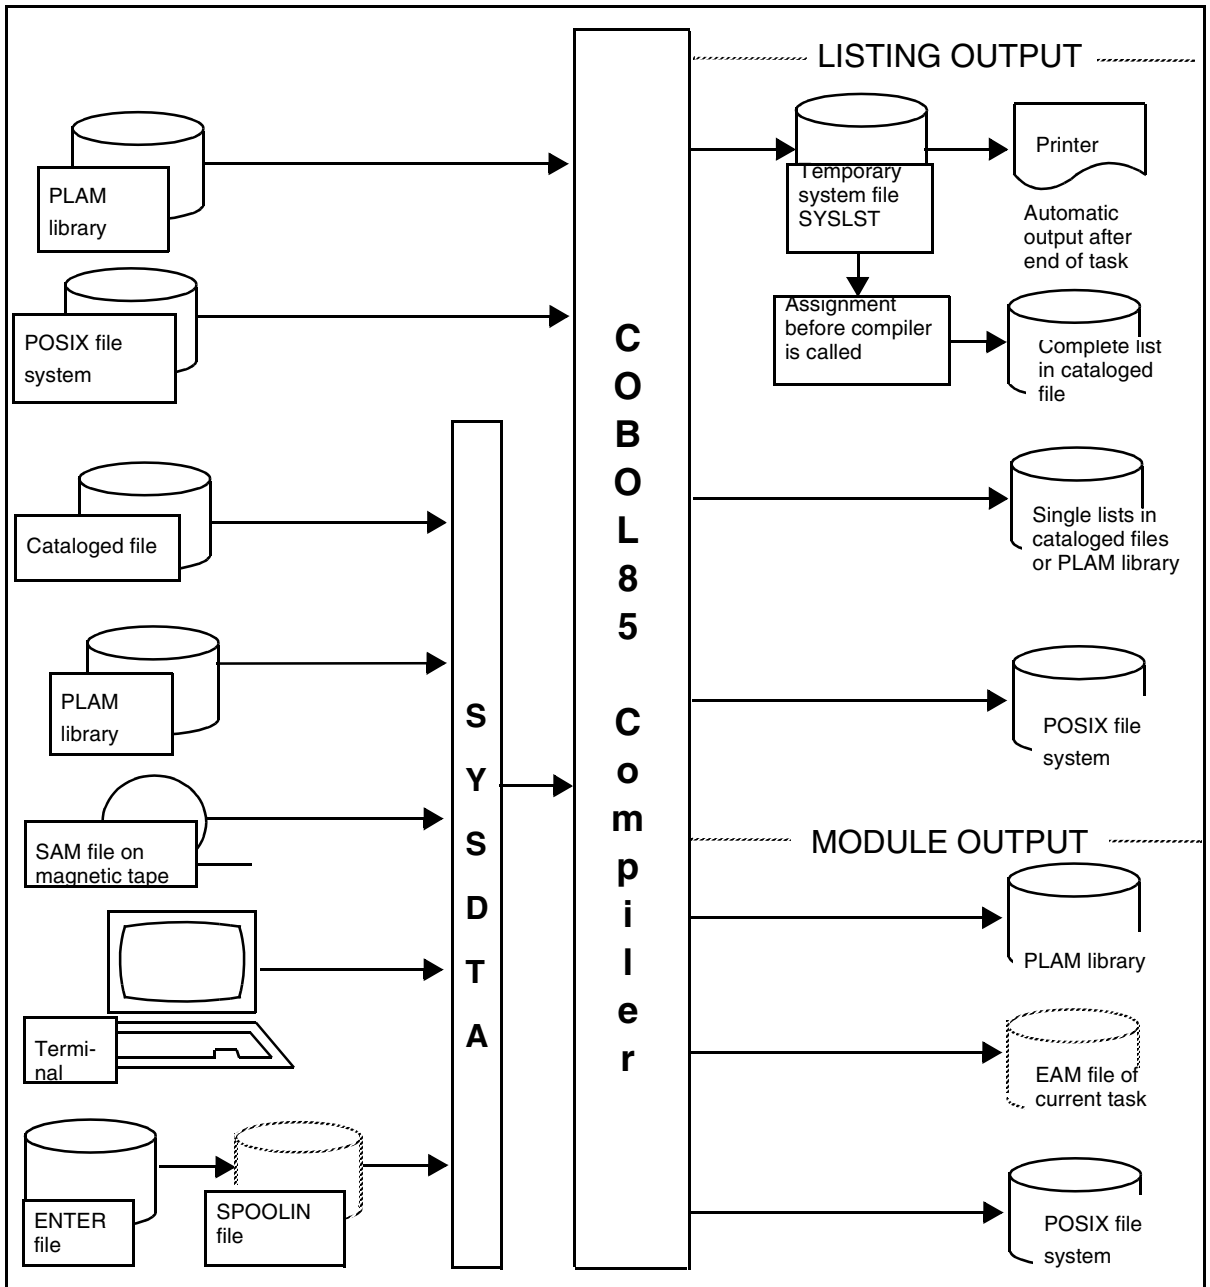 LISTING OUTPUT
PLAM
library
POSIX file
system
Cataloged file
PLAM
library
SAM file on
magnetic tape
Termi-
nal
ENTER
file
SPOOLIN
file
SYSDTA
COBOL85 Compiler
Temporary
system file
SYSLST
Printer
Automatic
output after
end of task
Assignment
before compiler
is called
Complete list
in cataloged
file
Single lists in
cataloged files
or PLAM library
POSIX file
system
MODULE OUTPUT
PLAM library
EAM file of
current task
POSIX file
system